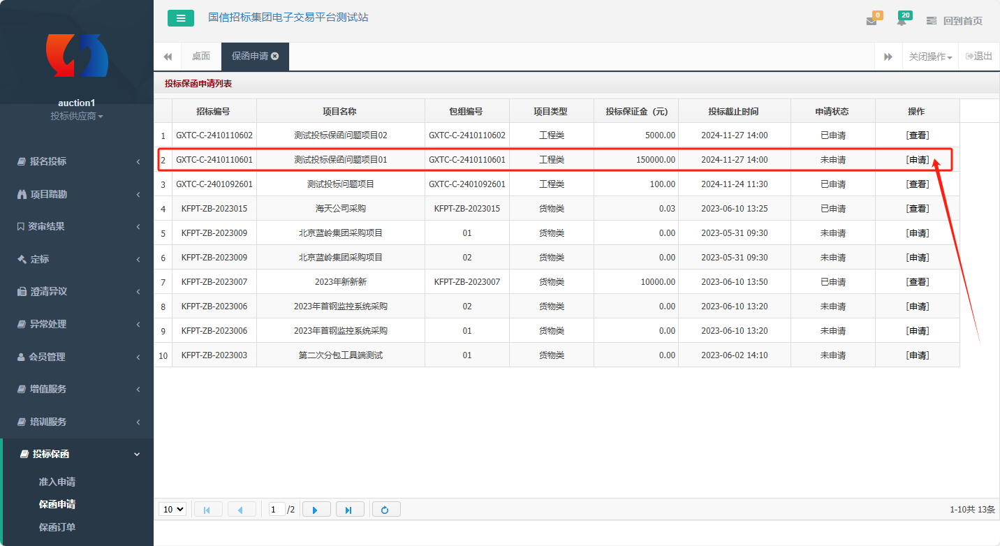 国信招标集团电子交易平台测试站
0
20
回到首页
桌面
保函申请
关闭操作
退出
auction1
投标供应商
报名投标
项目踏勘
资审结果
定标
澄清异议
异常处理
会员管理
增值服务
培训服务
投标保函
准入申请
保函申请
保函订单
投标保函申请列表
招标编号 项目名称 包组编号 项目类型 投标保证金（元） 投标截止时间 申请状态 操作
1 GXTC-C-2410110602 测试投标保函问题项目02 GXTC-C-2410110602 工程类 5000.00 2024-11-27 14:00 已申请 [查看]
2 GXTC-C-2410110601 测试投标保函问题项目01 GXTC-C-2410110601 工程类 150000.00 2024-11-27 14:00 未申请 [申请]
3 GXTC-C-2401092601 测试投标问题项目 GXTC-C-2401092601 工程类 100.00 2024-11-24 11:30 已申请 [查看]
4 KFPT-ZB-2023015 海天公司采购 KFPT-ZB-2023015 货物类 0.03 2023-06-10 13:25 已申请 [查看]
5 KFPT-ZB-2023009 北京蓝岭集团采购项目 01 货物类 0.00 2023-05-31 09:30 未申请 [申请]
6 KFPT-ZB-2023009 北京蓝岭集团采购项目 02 货物类 0.00 2023-05-31 09:30 未申请 [申请]
7 KFPT-ZB-2023007 2023年新新新 KFPT-ZB-2023007 货物类 10000.00 2023-06-10 13:50 已申请 [查看]
8 KFPT-ZB-2023006 2023年首钢监控系统采购 02 货物类 0.00 2023-06-10 13:20 未申请 [申请]
9 KFPT-ZB-2023006 2023年首钢监控系统采购 01 货物类 0.00 2023-06-10 13:20 未申请 [申请]
10 KFPT-ZB-2023003 第二次分包工具端测试 01 货物类 0.00 2023-06-02 14:10 未申请 [申请]
10 1 /2 1-10共 13条